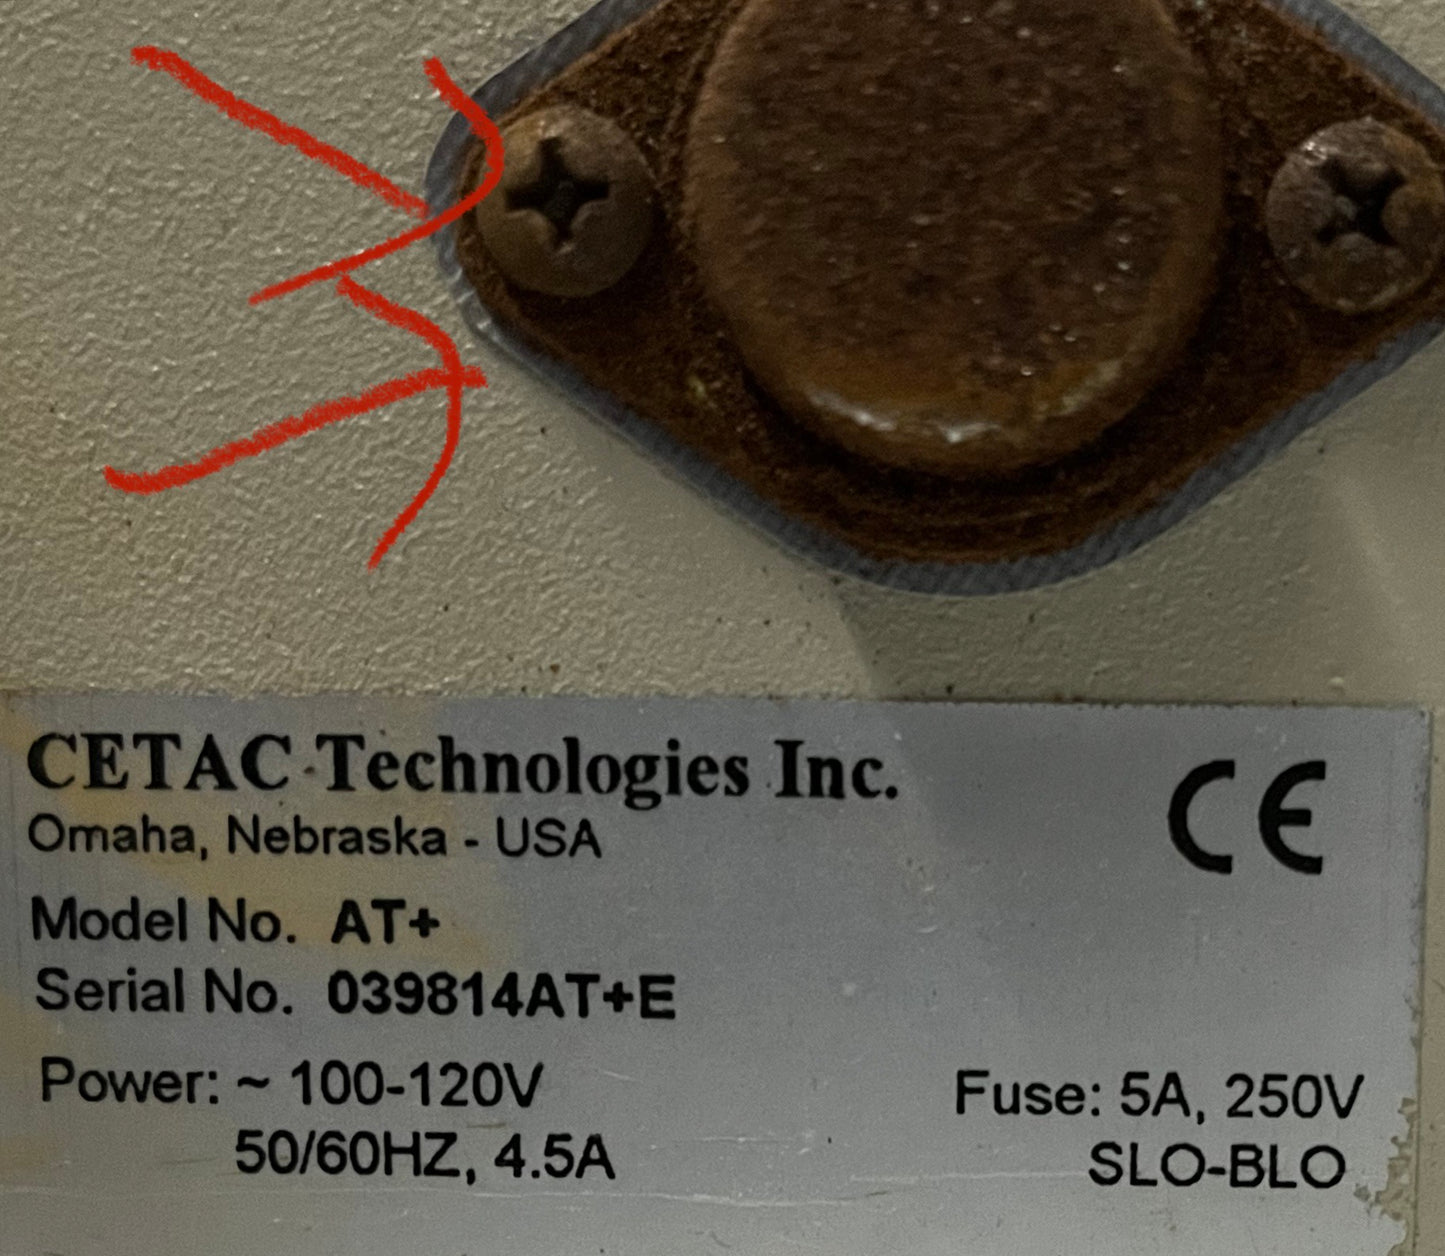 CETAC Technologies Inc.
CE
Omaha, Nebraska - USA
Model No. AT+
Serial No. 039814AT+E
Power: ~ 100-120V
50/60HZ, 4.5A
Fuse: 5A, 250V
SLO-BLO